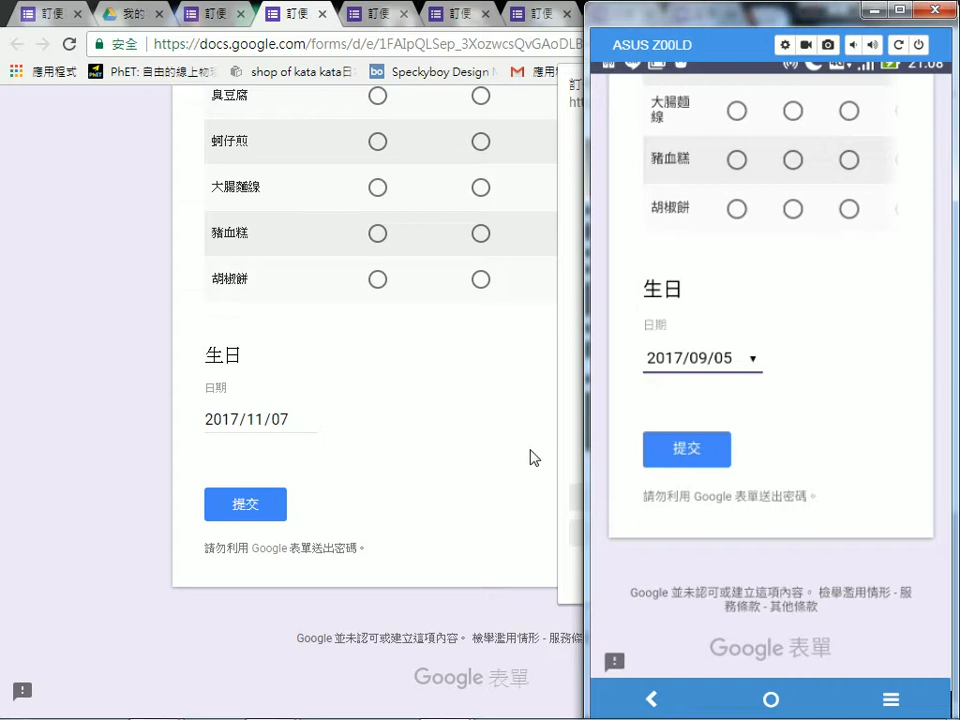 訂便
我的
訂便
訂便
訂便
訂便
訂便
安全
https://docs.google.com/forms/d/e/1FAIpQLSep_3XozwcsQvGAoDLB
應用程式
PhET: 自由的線上物理
shop of kata kata日
Speckyboy Design
應用
臭豆腐
蚵仔煎
大腸麵線
豬血糕
胡椒餅
生日
日期
2017/11/07
提交
請勿利用 Google 表單送出密碼。
Google 並未認可或建立這項內容。 檢舉濫用情形 - 服務條
Google 表單
ASUS Z00LD
21:08
大腸麵
線
豬血糕
胡椒餅
生日
日期
2017/09/05
提交
請勿利用 Google 表單送出密碼。
Google 並未認可或建立這項內容。 檢舉濫用情形 - 服
務條款 - 其他條款
Google 表單